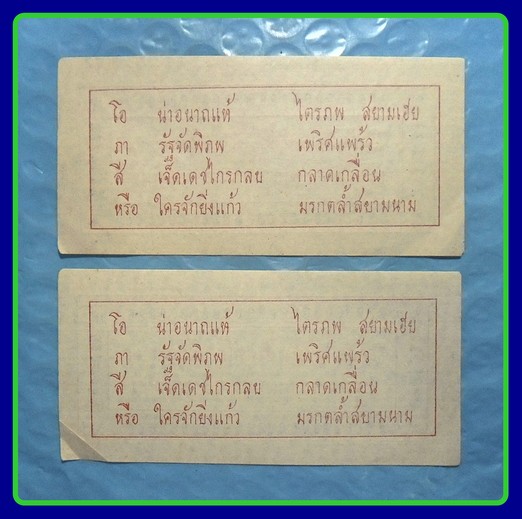 โอ น่าอนาถแท้ ไตรภพ สยามเฮย
ภา รัฐจัดพิภพ เพริศแพร้ว
สี เจ็ดเดชไกรกลย กลาดเกลื่อน
หรือ ใครจักยิ่งแก้ว มรกตล้ำสยามนาม
โอ น่าอนาถแท้ ไตรภพ สยามเฮย
ภา รัฐจัดพิภพ เพริศแพร้ว
สี เจ็ดเดชไกรกลย กลาดเกลื่อน
หรือ ใครจักยิ่งแก้ว มรกตล้ำสยามนาม